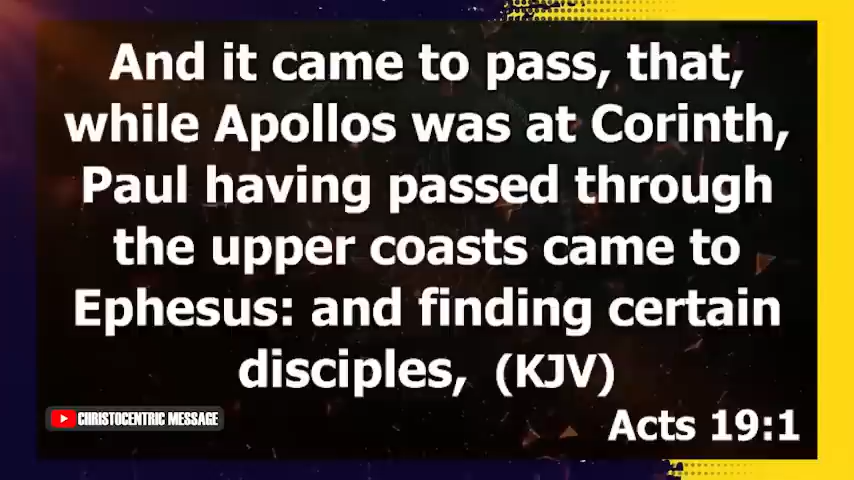 And it came to pass, that,
while Apollos was at Corinth,
Paul having passed through
the upper coasts came to
Ephesus: and finding certain
disciples, (KJV)
CHRISTOCENTRIC MESSAGE
Acts 19:1